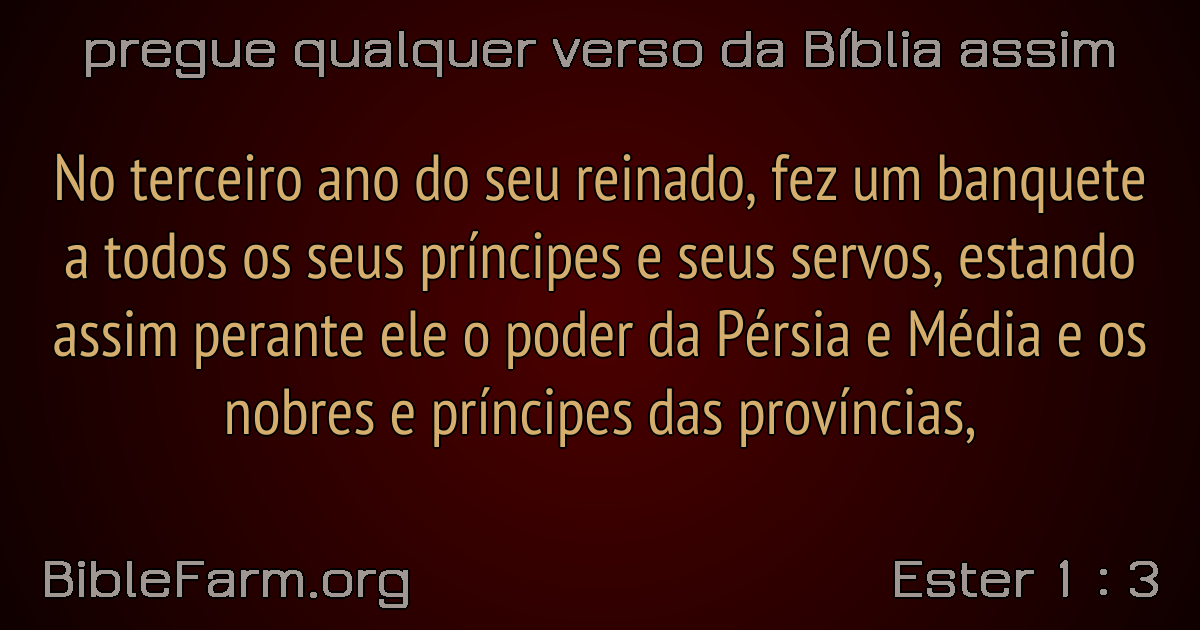 pregue qualquer verso da Bíblia assim
No terceiro ano do seu reinado, fez um banquete
a todos os seus príncipes e seus servos, estando
assim perante ele o poder da Pérsia e Média e os
nobres e príncipes das províncias,
BibleFarm.org
Ester 1 : 3